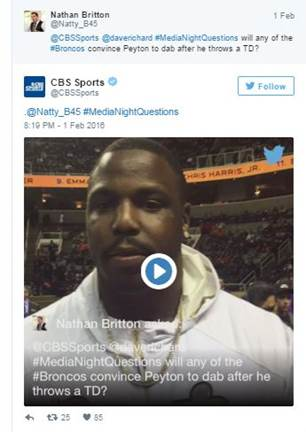 Nathan Britton
@Natty_B45
1 Feb
@CBSSports @daverichard #MediaNightQuestions will any of the
#Broncos convince Peyton to dab after he throws a TD?
CBS Sports
@CBSSports
Follow
.@Natty_B45 #MediaNightQuestions
8:19 PM - 1 Feb 2016
HRIS HARRIS, JR.
Nathan Britton
@CBSSports @daverichard
#MediaNightQuestions will any of the
#Broncos convince Peyton to dab after he
throws a TD?
25
85